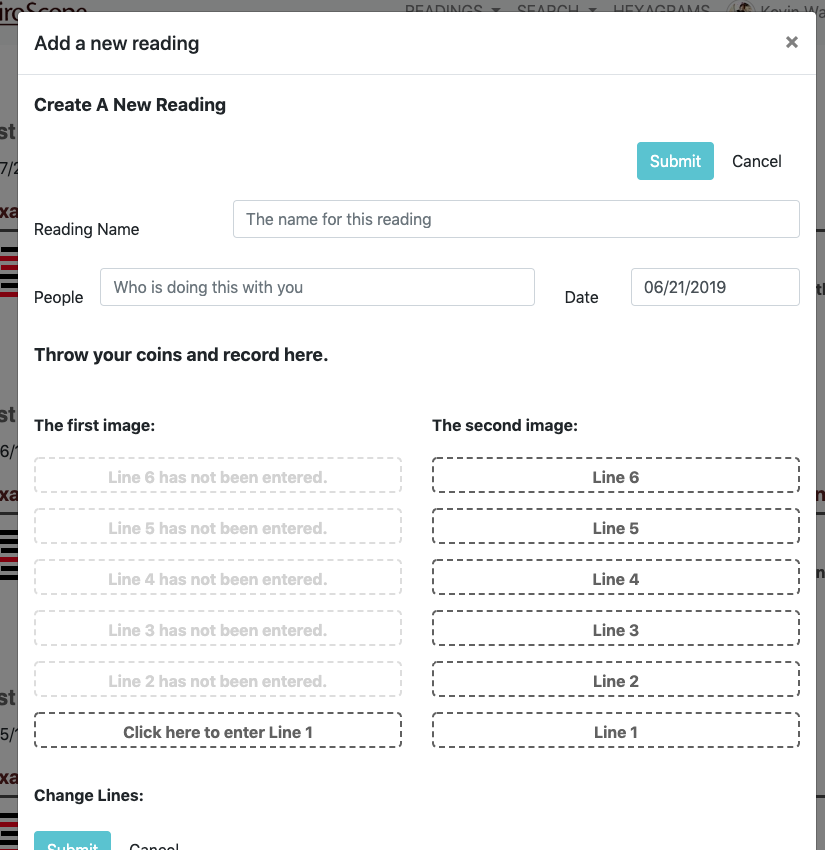 READINGS SEARCH HEXAGRAMS
Add a new reading ×
Create A New Reading
Submit Cancel
Reading Name The name for this reading
People Who is doing this with you Date 06/21/2019
Throw your coins and record here.
The first image: The second image:
Line 6 has not been entered. Line 6
Line 5 has not been entered. Line 5
Line 4 has not been entered. Line 4
Line 3 has not been entered. Line 3
Line 2 has not been entered. Line 2
Click here to enter Line 1 Line 1
Change Lines:
Submit Cancel